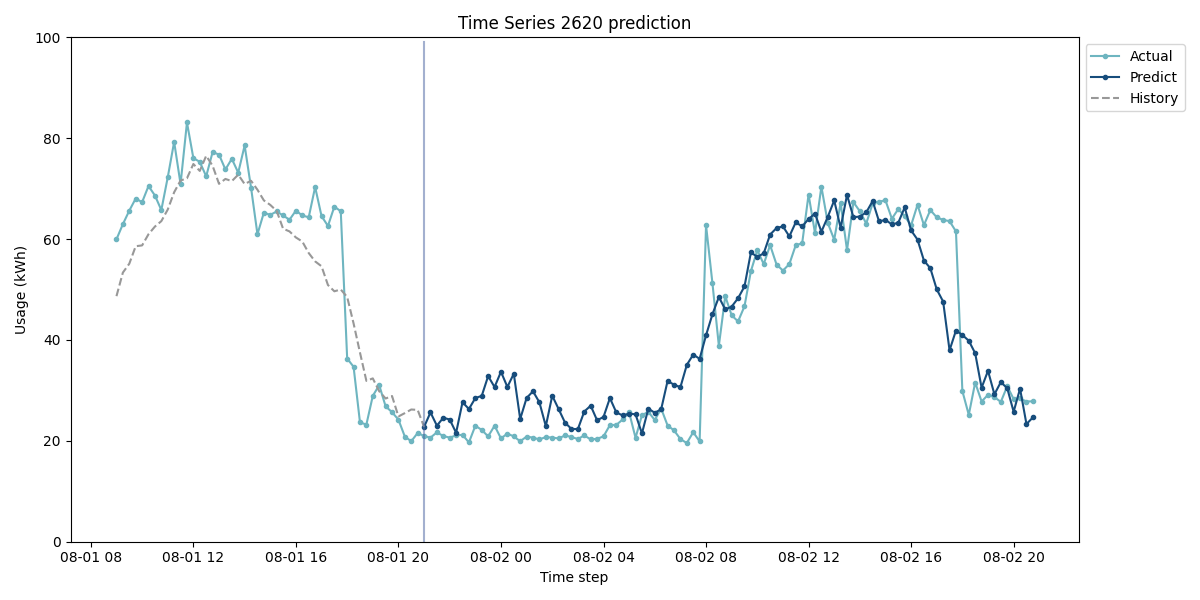 Time Series 2620 prediction
100
80
60
40
20
0
Usage (kWh)
08-01 08
08-01 12
08-01 16
08-01 20
08-02 00
08-02 04
08-02 08
08-02 12
08-02 16
08-02 20
Time step
Actual
Predict
History